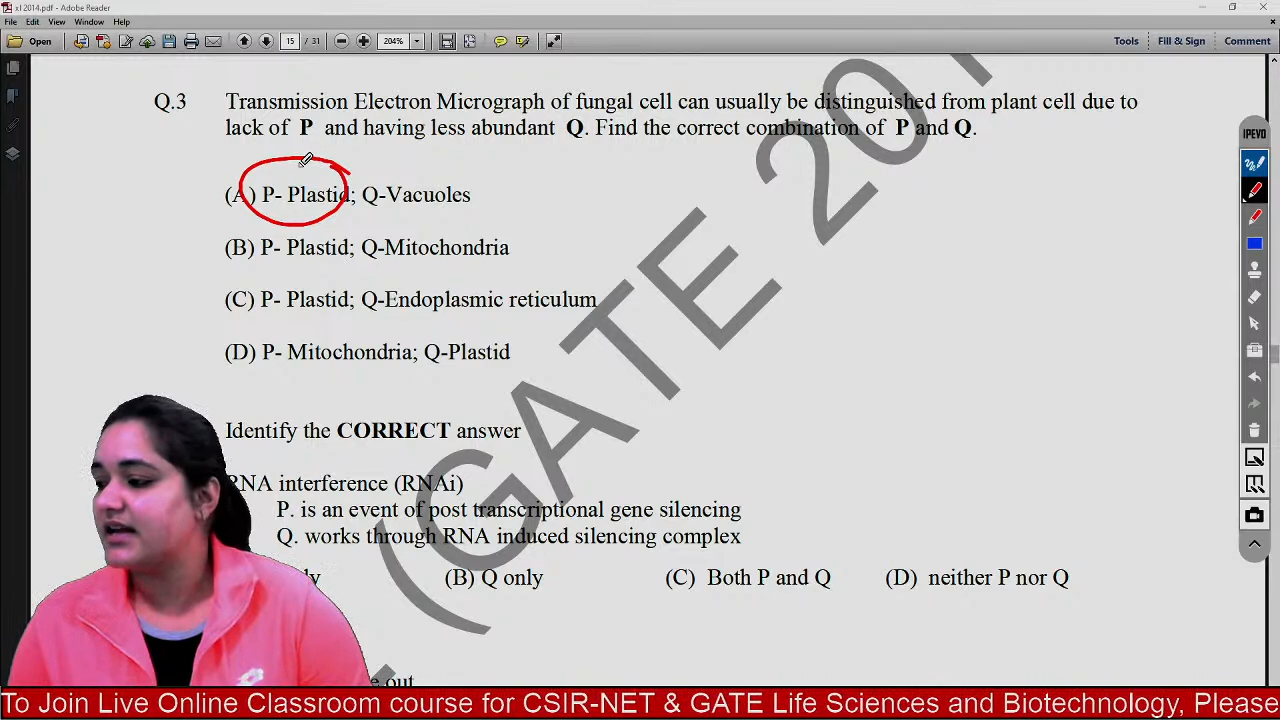 xl 2014.pdf - Adobe Reader
File Edit View Window Help
Open 15 / 31 204% Tools Fill & Sign Comment
Q.3 Transmission Electron Micrograph of fungal cell can usually be distinguished from plant cell due to
lack of P and having less abundant Q. Find the correct combination of P and Q.
(A) P- Plastid; Q-Vacuoles
(B) P- Plastid; Q-Mitochondria
(C) P- Plastid; Q-Endoplasmic reticulum
(D) P- Mitochondria; Q-Plastid
Identify the CORRECT answer
RNA interference (RNAi)
P. is an event of post transcriptional gene silencing
Q. works through RNA induced silencing complex
(B) Q only (C) Both P and Q (D) neither P nor Q
out
(GATE 201
IPEVO
To Join Live Online Classroom course for CSIR-NET & GATE Life Sciences and Biotechnology, Please